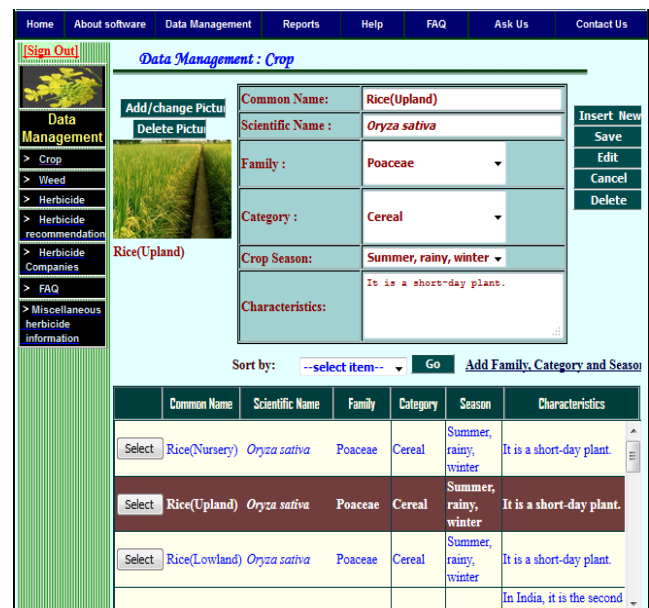 Home About software Data Management Reports Help FAQ Ask Us Contact Us
[Sign Out]
Data Management : Crop
Data
Management
> Crop
> Weed
> Herbicide
> Herbicide
recommendation
> Herbicide
Companies
> FAQ
> Miscellaneous
herbicide
information
Add/change Pictu
Delete Pictu
Rice(Upland)
Common Name: Rice(Upland)
Scientific Name : Oryza sativa
Family : Poaceae
Category : Cereal
Crop Season: Summer, rainy, winter
Characteristics: It is a short-day plant.
Insert New
Save
Edit
Cancel
Delete
Sort by: --select item-- Go Add Family, Category and Seaso
Common Name Scientific Name Family Category Season Characteristics
Select Rice(Nursery) Oryza sativa Poaceae Cereal Summer, rainy, winter It is a short-day plant.
Select Rice(Upland) Oryza sativa Poaceae Cereal Summer, rainy, winter It is a short-day plant.
Select Rice(Lowland) Oryza sativa Poaceae Cereal Summer, rainy, winter It is a short-day plant.
In India, it is the second